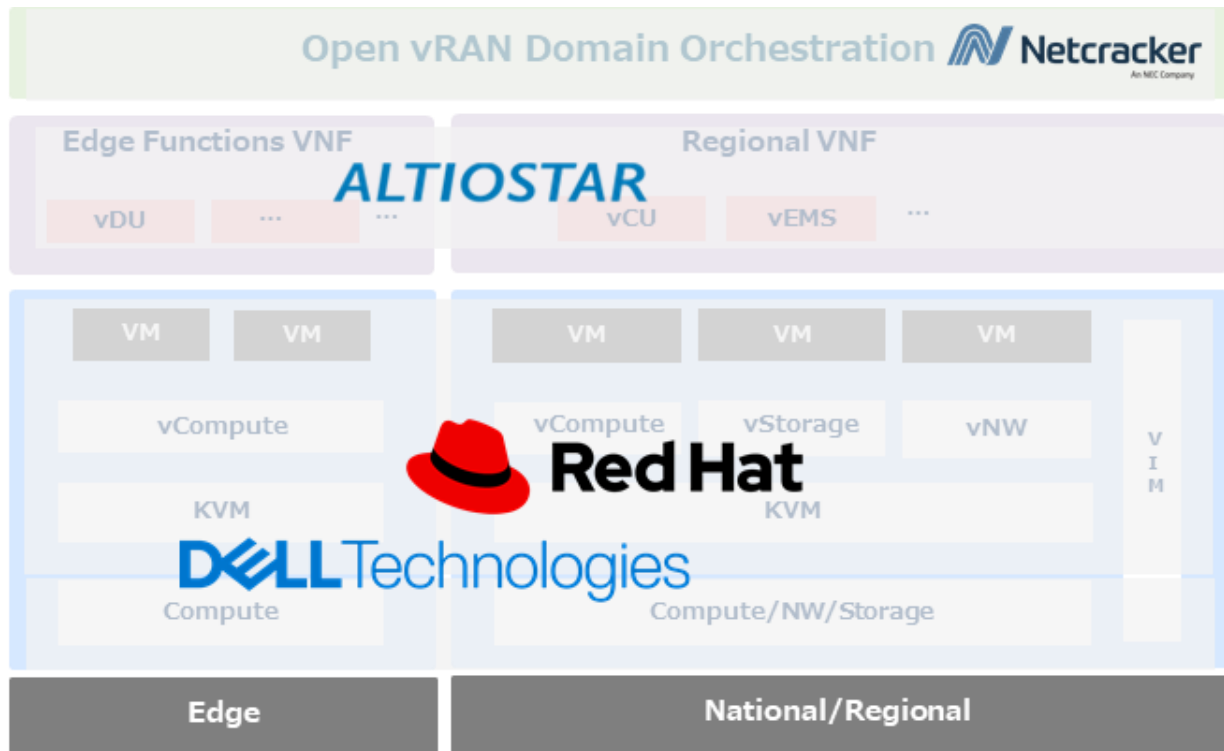 Open vRAN Domain Orchestration Netcracker
An NEC Company
Edge Functions VNF
Regional VNF
ALTIOSTAR
vDU ... ...
vCU vEMS ...
VM VM
VM VM VM
vCompute
vCompute vStorage vNW
VIM
Red Hat
KVM
KVM
DELL Technologies
Compute
Compute/NW/Storage
Edge
National/Regional